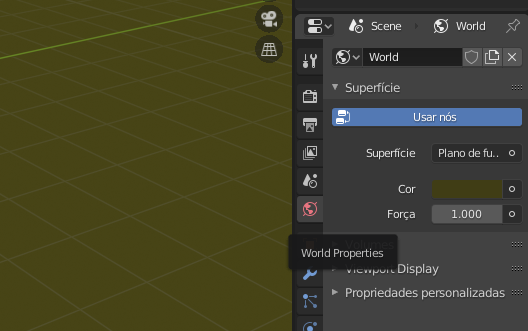 Scene
World
World
Superfície
Usar nós
Superfície
Plano de fu..
Cor
Força
1.000
World Properties
Viewport Display
Propriedades personalizadas